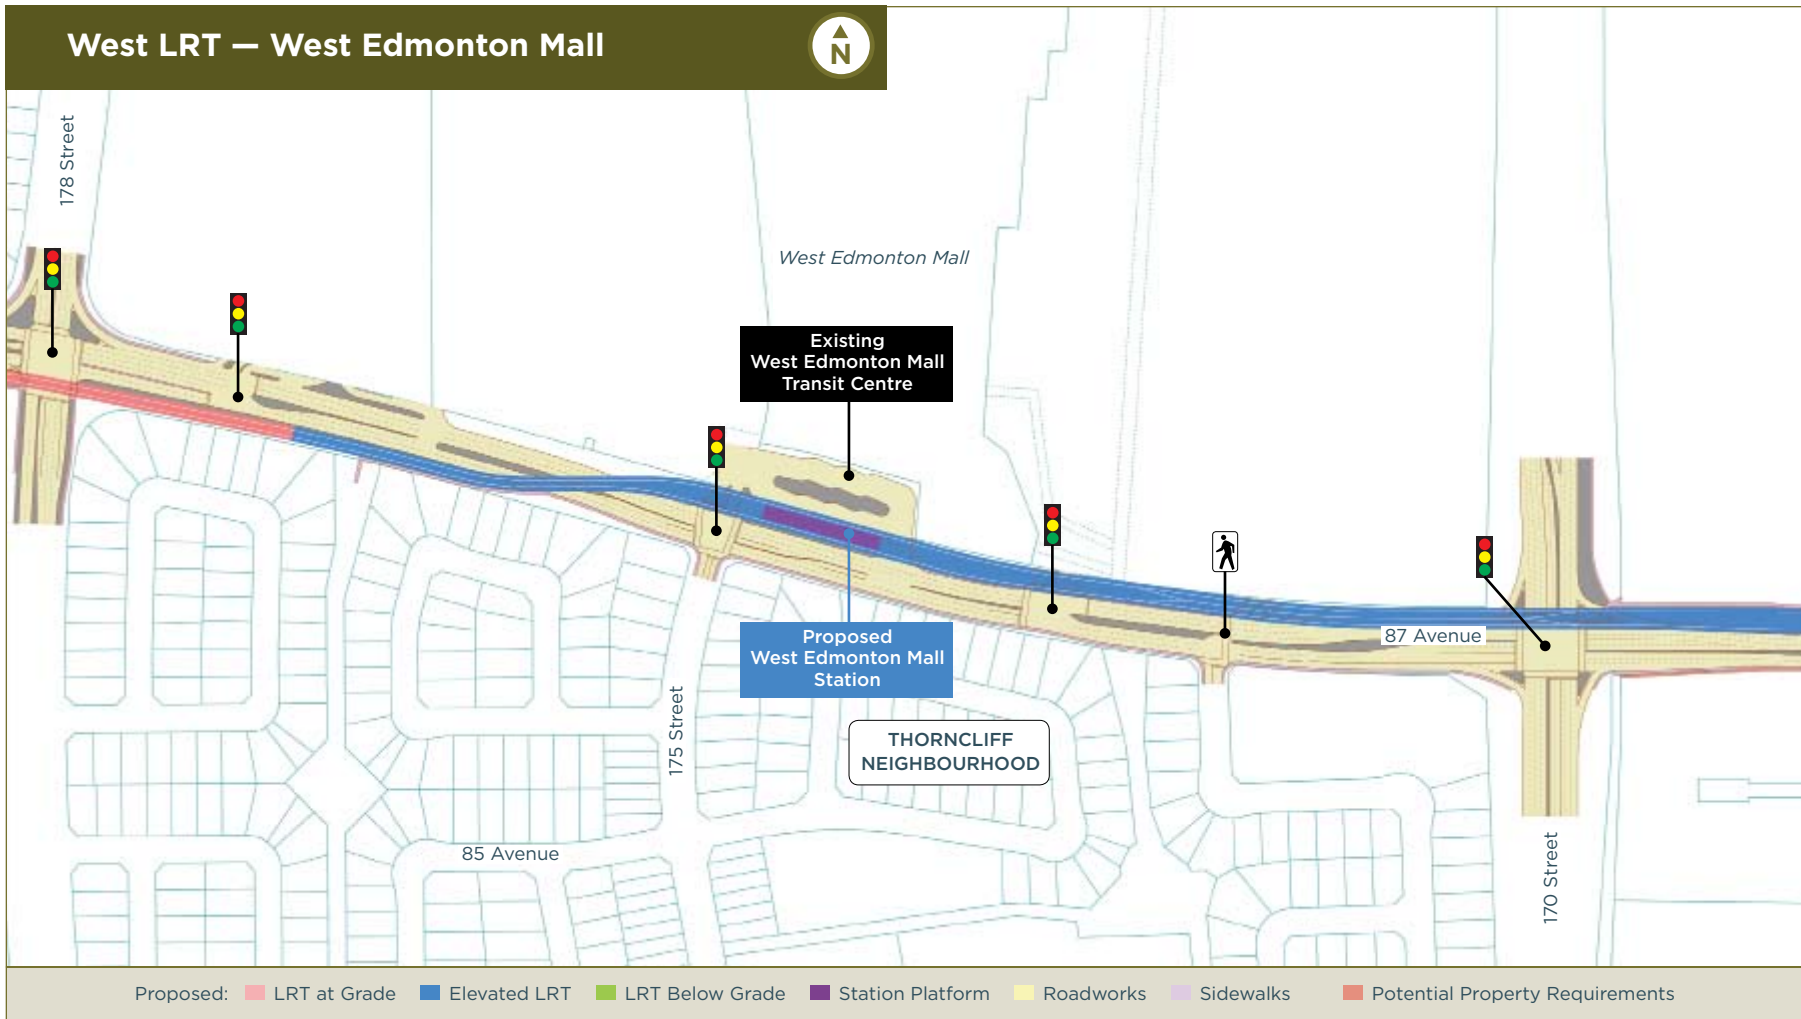 West LRT — West Edmonton Mall
N
178 Street
West Edmonton Mall
Existing
West Edmonton Mall
Transit Centre
87 Avenue
Proposed
West Edmonton Mall
Station
175 Street
THORNCLIFF
NEIGHBOURHOOD
85 Avenue
170 Street
Proposed: LRT at Grade Elevated LRT LRT Below Grade Station Platform Roadworks Sidewalks Potential Property Requirements